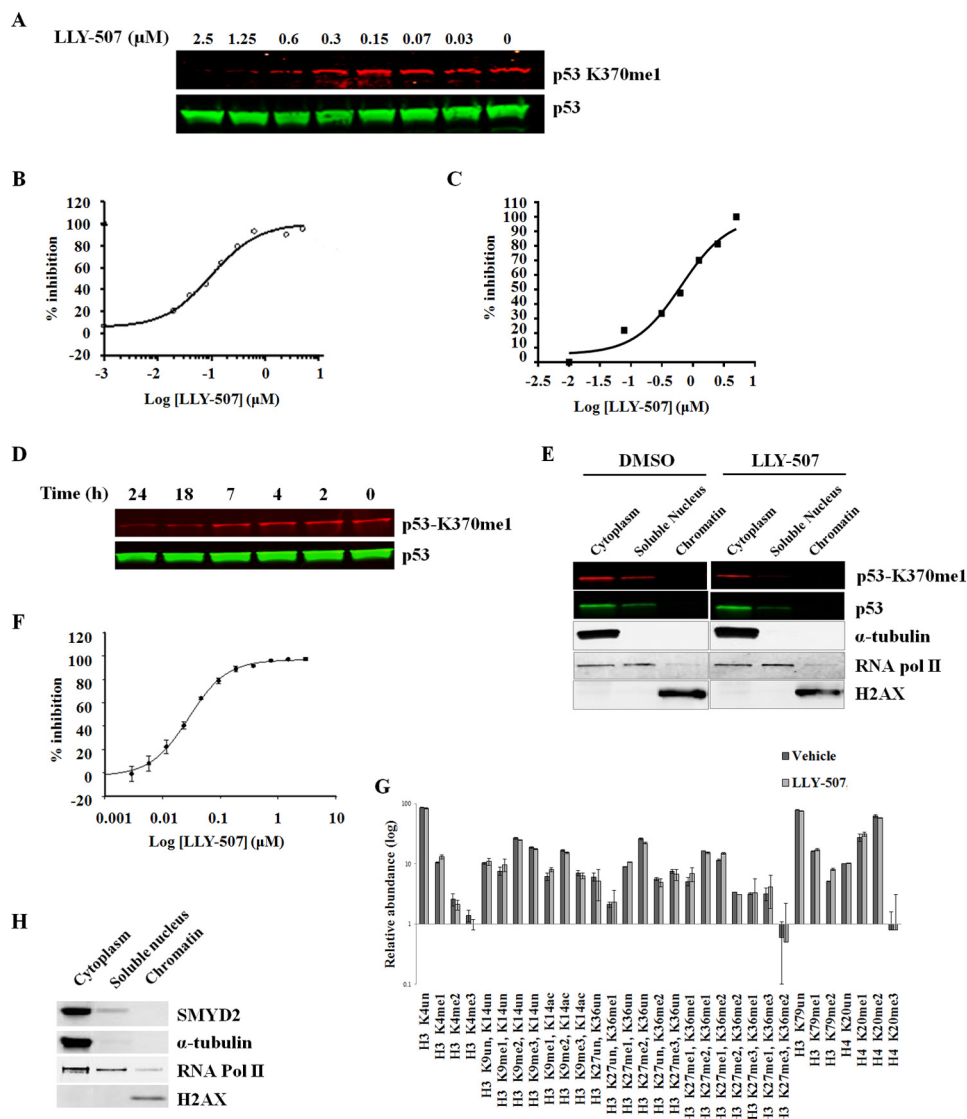 A
LLY-507 (µM) 2.5 1.25 0.6 0.3 0.15 0.07 0.03 0
p53 K370me1
p53
B
120
100
80
60
40
20
0
-20
% inhibition
-3 -2 -1 0 1
Log [LLY-507] (µM)
C
110
100
90
80
70
60
50
40
30
20
10
0
% inhibition
-2.5 -2 -1.5 -1 -0.5 0 0.5 1
Log [LLY-507] (µM)
D
Time (h) 24 18 7 4 2 0
p53-K370me1
p53
E
DMSO LLY-507
Cytoplasm Soluble Nucleus Chromatin Cytoplasm Soluble Nucleus Chromatin
p53-K370me1
p53
α-tubulin
RNA pol II
H2AX
F
120
100
80
60
40
20
0
-20
% inhibition
0.001 0.01 0.1 1 10
Log [LLY-507] (µM)
G
Vehicle
LLY-507
Relative abundance (log)
100
10
1
0.1
H3 K4un
H3 K4me1
H3 K4me2
H3 K4me3
H3 K9un, K14un
H3 K9me1, K14un
H3 K9me2, K14un
H3 K9me3, K14un
H3 K9me1, K14ac
H3 K9me2, K14ac
H3 K9me3, K14ac
H3 K27un, K36un
H3 K27un, K36me1
H3 K27me1, K36un
H3 K27me2, K36un
H3 K27un, K36me2
H3 K27me3, K36un
H3 K27me1, K36me1
H3 K27me2, K36me1
H3 K27me1, K36me2
H3 K27me2, K36me2
H3 K27me3, K36me1
H3 K27me1, K36me3
H3 K27me3, K36me2
H3 K79un
H3 K79me1
H3 K79me2
H4 K20un
H4 K20me1
H4 K20me2
H4 K20me3
H
Cytoplasm Soluble nucleus Chromatin
SMYD2
α-tubulin
RNA Pol II
H2AX